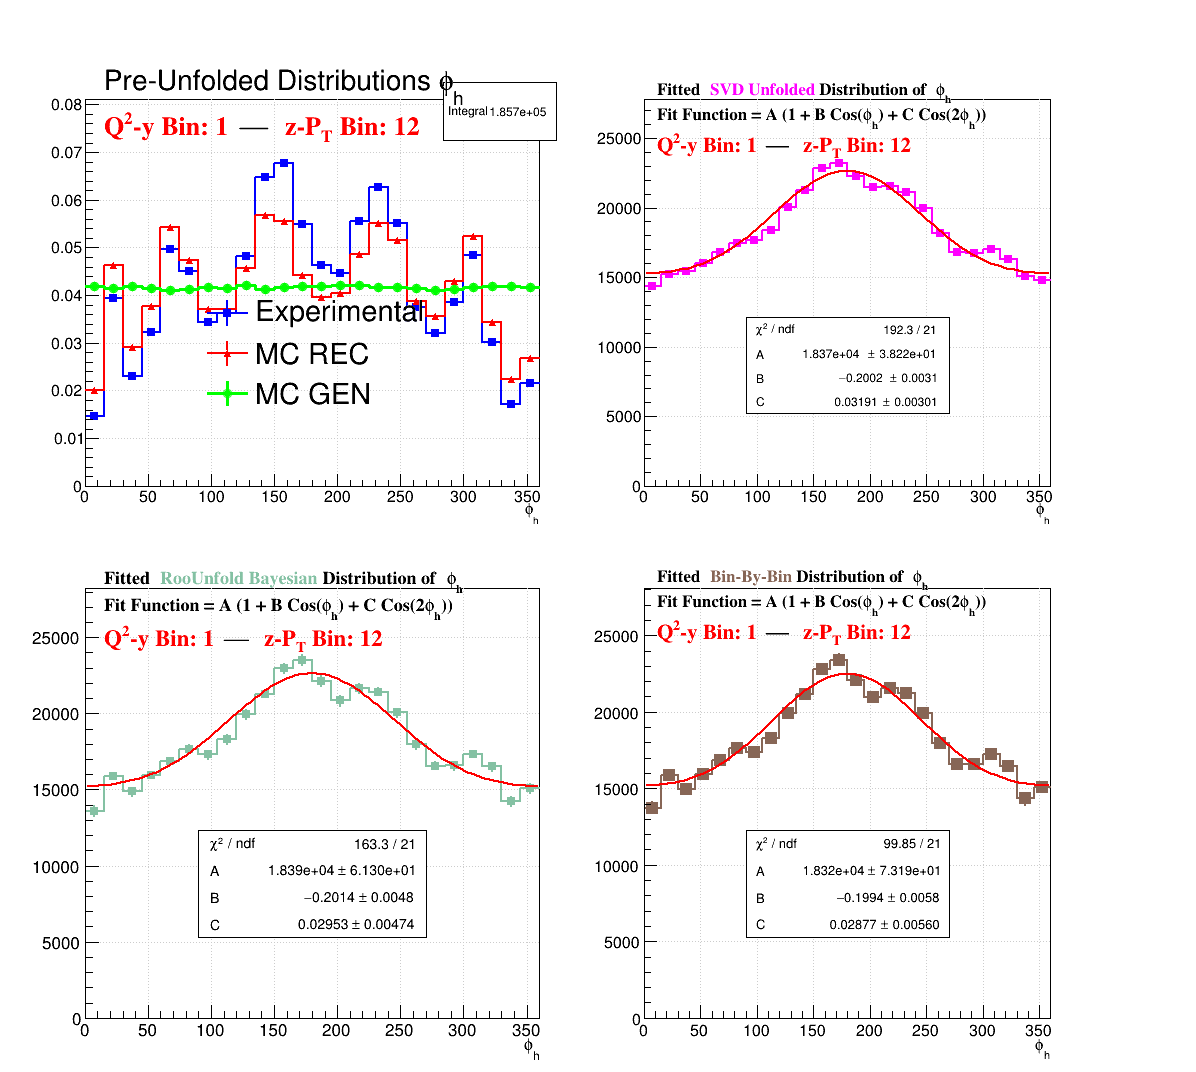 Pre-Unfolded Distributions ϕh
Integral 1.857e+05
Q²-y Bin: 1 — z-PT Bin: 12
0.08
0.07
0.06
0.05
0.04
0.03
0.02
0.01
0
Experimental
MC REC
MC GEN
0 50 100 150 200 250 300 350
ϕh
Fitted SVD Unfolded Distribution of ϕh
Fit Function = A (1 + B Cos(ϕh) + C Cos(2ϕh))
Q²-y Bin: 1 — z-PT Bin: 12
25000
20000
15000
10000
5000
0
χ² / ndf 192.3 / 21
A 1.837e+04 ± 3.822e+01
B −0.2002 ± 0.0031
C 0.03191 ± 0.00301
0 50 100 150 200 250 300 350
ϕh
Fitted RooUnfold Bayesian Distribution of ϕh
Fit Function = A (1 + B Cos(ϕh) + C Cos(2ϕh))
Q²-y Bin: 1 — z-PT Bin: 12
25000
20000
15000
10000
5000
0
χ² / ndf 163.3 / 21
A 1.839e+04 ± 6.130e+01
B −0.2014 ± 0.0048
C 0.02953 ± 0.00474
0 50 100 150 200 250 300 350
ϕh
Fitted Bin-By-Bin Distribution of ϕh
Fit Function = A (1 + B Cos(ϕh) + C Cos(2ϕh))
Q²-y Bin: 1 — z-PT Bin: 12
25000
20000
15000
10000
5000
0
χ² / ndf 99.85 / 21
A 1.832e+04 ± 7.319e+01
B −0.1994 ± 0.0058
C 0.02877 ± 0.00560
0 50 100 150 200 250 300 350
ϕh